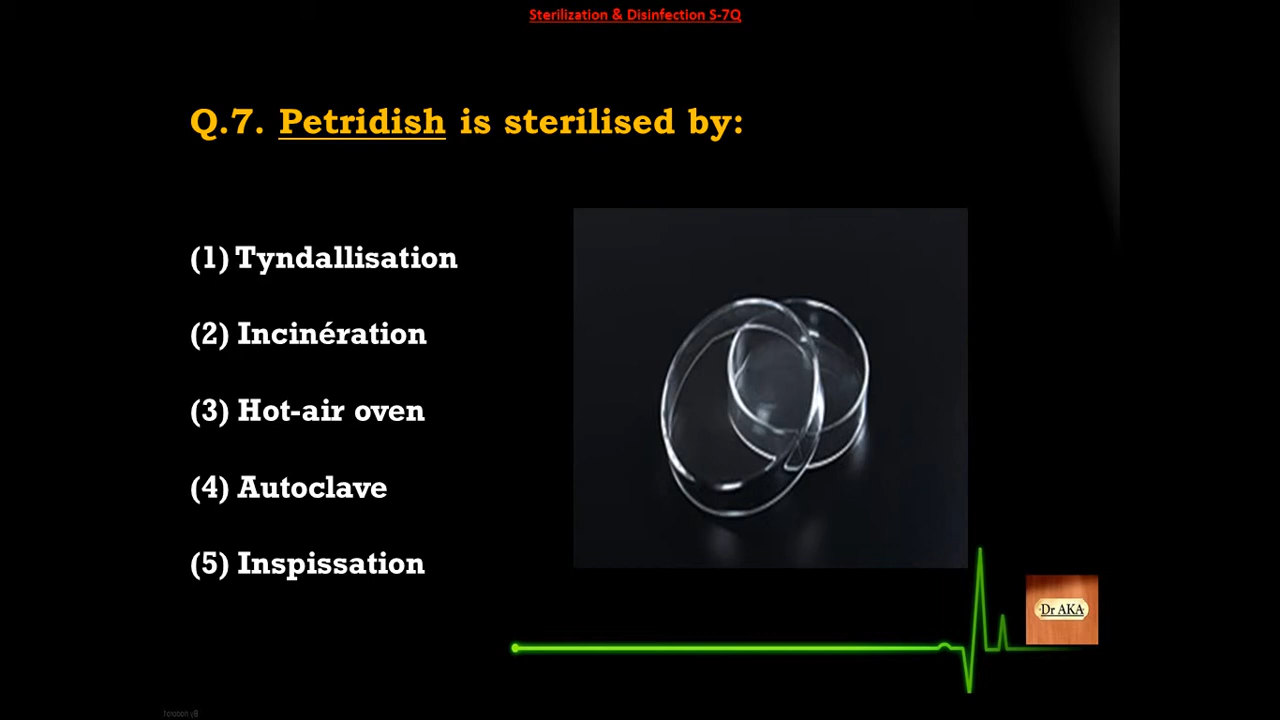 Sterilization & Disinfection S-7Q
Q.7. Petridish is sterilised by:
(1) Tyndallisation
(2) Incinération
(3) Hot-air oven
(4) Autoclave
(5) Inspissation
Dr AKA